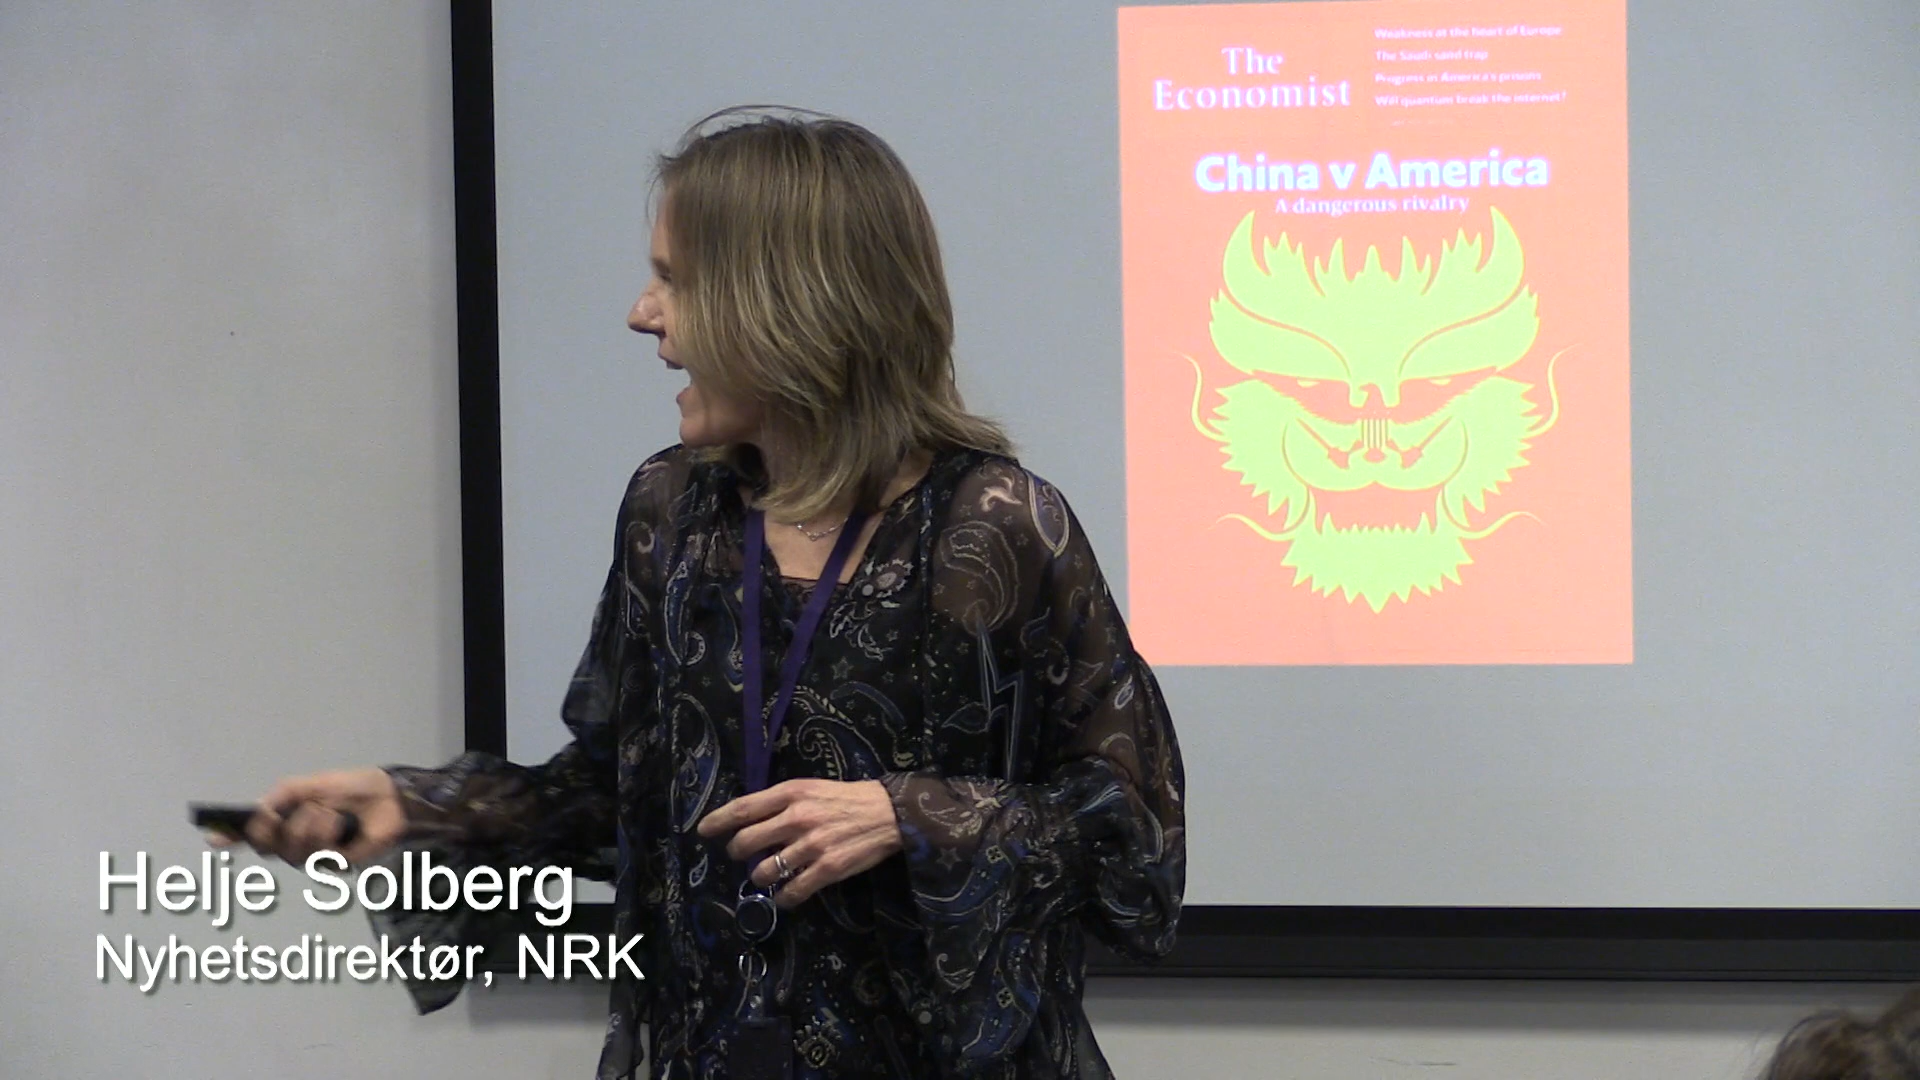 Weakness at the heart of Europe
The Saudi sand trap
Progress in America's prisons
Will quantum break the internet?
The
Economist
China v America
A dangerous rivalry
Helje Solberg
Nyhetsdirektør, NRK